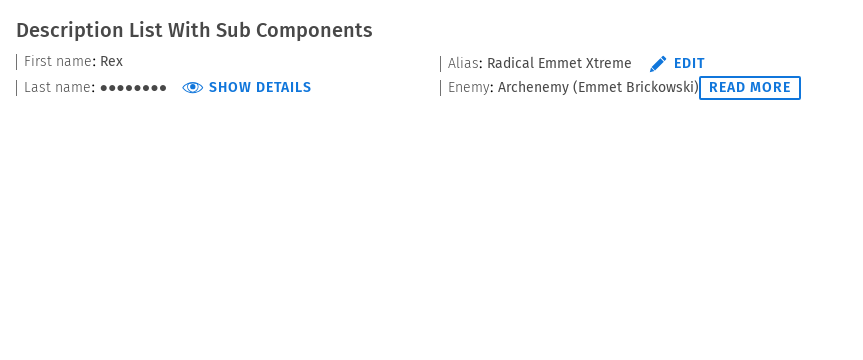 Description List With Sub Components
First name: Rex
Last name: ●●●●●●●● SHOW DETAILS
Alias: Radical Emmet Xtreme EDIT
Enemy: Archenemy (Emmet Brickowski) READ MORE